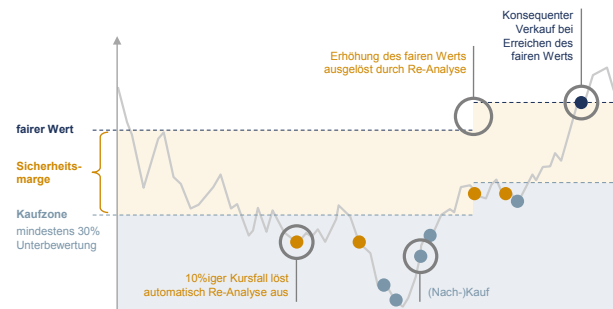 Konsequenter
Verkauf bei
Erreichen des
fairen Werts
Erhöhung des fairen Werts
ausgelöst durch Re-Analyse
fairer Wert
Sicherheits-
marge
Kaufzone
mindestens 30%
Unterbewertung
10%iger Kursfall löst
automatisch Re-Analyse aus
(Nach-)Kauf